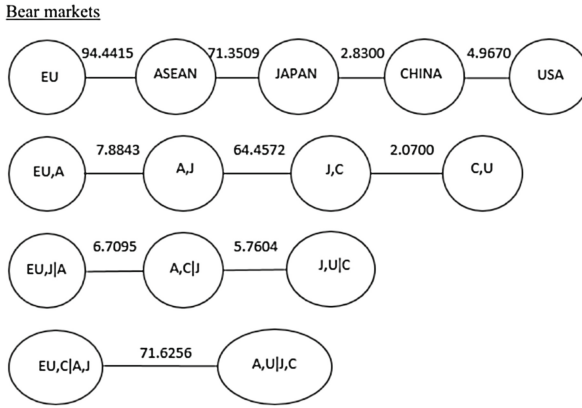 Bear markets
94.4415 71.3509 2.8300 4.9670
EU ASEAN JAPAN CHINA USA
7.8843 64.4572 2.0700
EU,A A,J J,C C,U
6.7095 5.7604
EU,J|A A,C|J J,U|C
71.6256
EU,C|A,J A,U|J,C